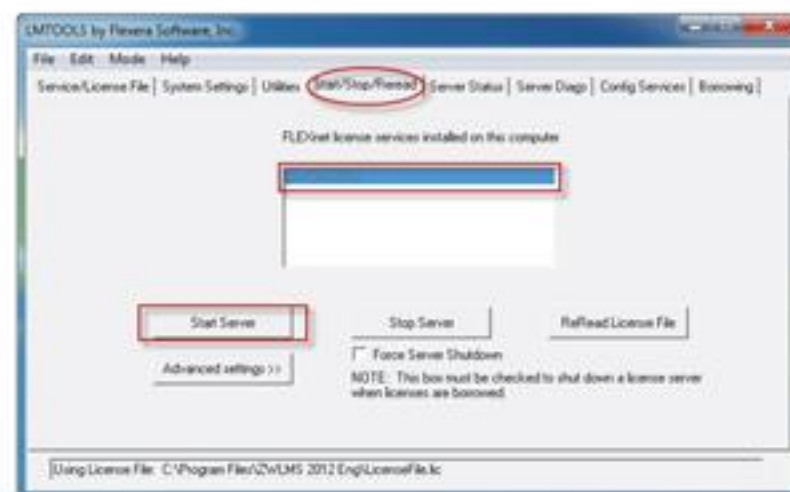 LMTOOLS by Flexera Software, Inc.
File Edit Mode Help
Service/License File | System Settings | Utilities | Start/Stop/Reread | Server Status | Server Diags | Config Services | Borrowing |
FLEXnet license services installed on this computer
Start Server
Stop Server
ReRead License File
Advanced settings >>
Force Server Shutdown
NOTE: This box must be checked to shut down a license server
when licenses are borrowed.
Using License File: C:\Program Files\ZWLMS 2012 Eng\LicenseFile.lic